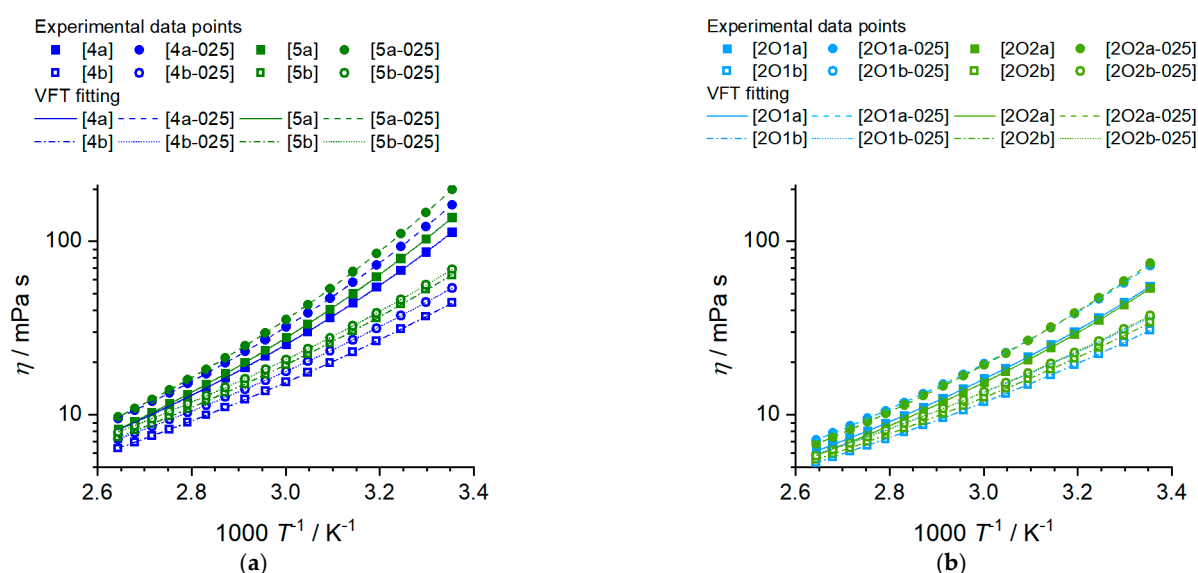 Experimental data points
[4a] [4a-025] [5a] [5a-025]
[4b] [4b-025] [5b] [5b-025]
VFT fitting
[4a] [4a-025] [5a] [5a-025]
[4b] [4b-025] [5b] [5b-025]
100
10
η / mPa s
2.6 2.8 3.0 3.2 3.4
1000 T⁻¹ / K⁻¹
(a)
Experimental data points
[2O1a] [2O1a-025] [2O2a] [2O2a-025]
[2O1b] [2O1b-025] [2O2b] [2O2b-025]
VFT fitting
[2O1a] [2O1a-025] [2O2a] [2O2a-025]
[2O1b] [2O1b-025] [2O2b] [2O2b-025]
100
10
η / mPa s
2.6 2.8 3.0 3.2 3.4
1000 T⁻¹ / K⁻¹
(b)